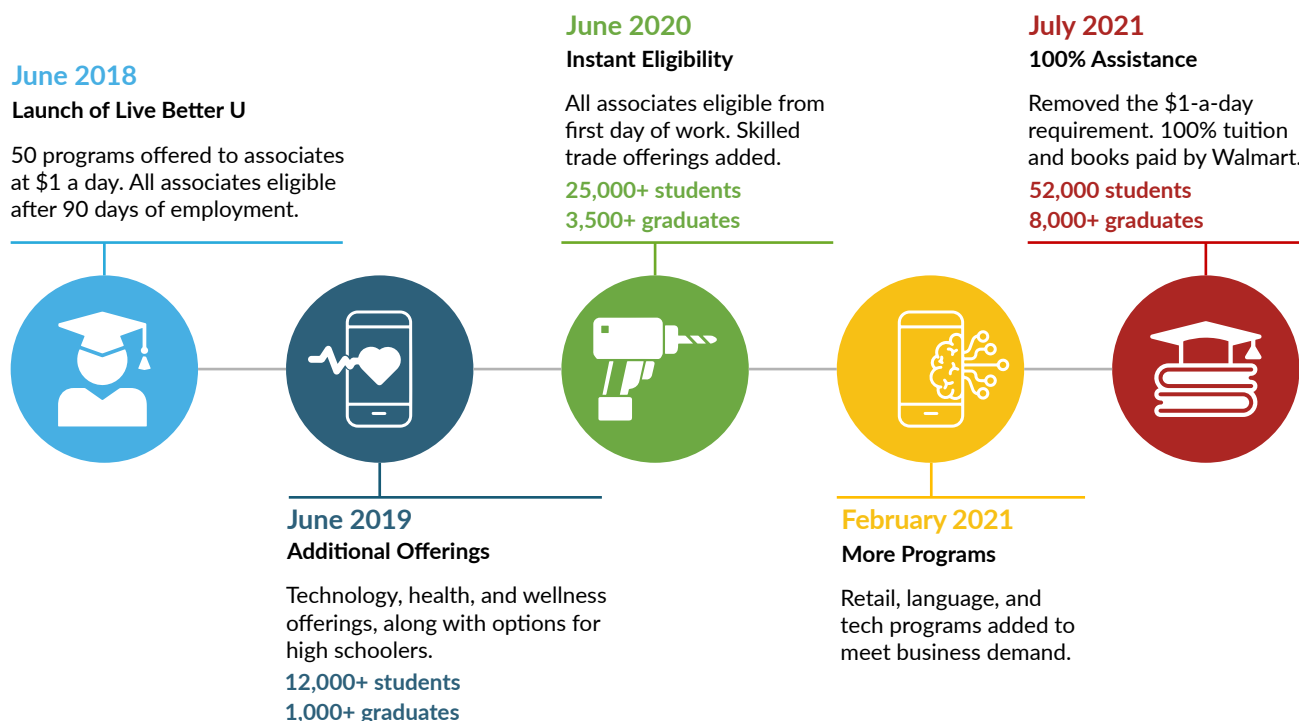 June 2018
Launch of Live Better U
50 programs offered to associates
at $1 a day. All associates eligible
after 90 days of employment.
June 2019
Additional Offerings
Technology, health, and wellness
offerings, along with options for
high schoolers.
12,000+ students
1,000+ graduates
June 2020
Instant Eligibility
All associates eligible from
first day of work. Skilled
trade offerings added.
25,000+ students
3,500+ graduates
February 2021
More Programs
Retail, language, and
tech programs added to
meet business demand.
July 2021
100% Assistance
Removed the $1-a-day
requirement. 100% tuition
and books paid by Walmart.
52,000 students
8,000+ graduates